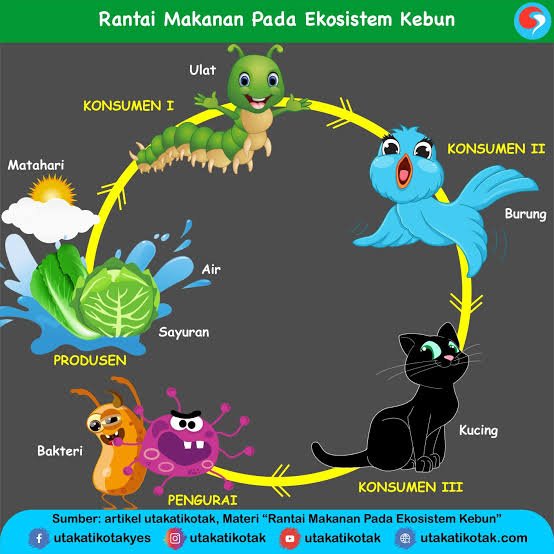 Rantai Makanan Pada Ekosistem Kebun
Ulat
KONSUMEN I
KONSUMEN II
Matahari
Burung
Air
Sayuran
PRODUSEN
Kucing
Bakteri
KONSUMEN III
PENGURAI
Sumber: artikel utakatikotak, Materi “Rantai Makanan Pada Ekosistem Kebun”
utakatikotakyes utakatikotak utakatikotak utakatikotak.com